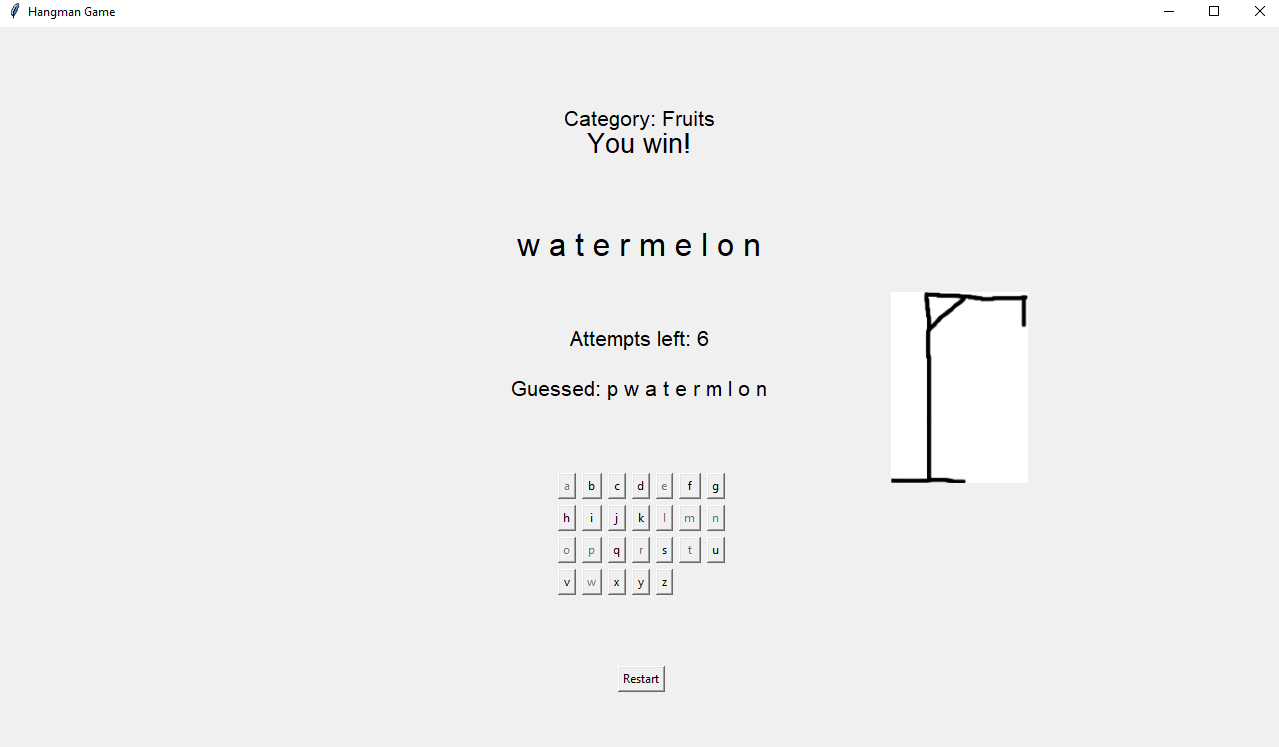 Hangman Game
Category: Fruits
You win!
w a t e r m e l o n
Attempts left: 6
Guessed: p w a t e r m l o n
a b c d e f g
h i j k l m n
o p q r s t u
v w x y z
Restart